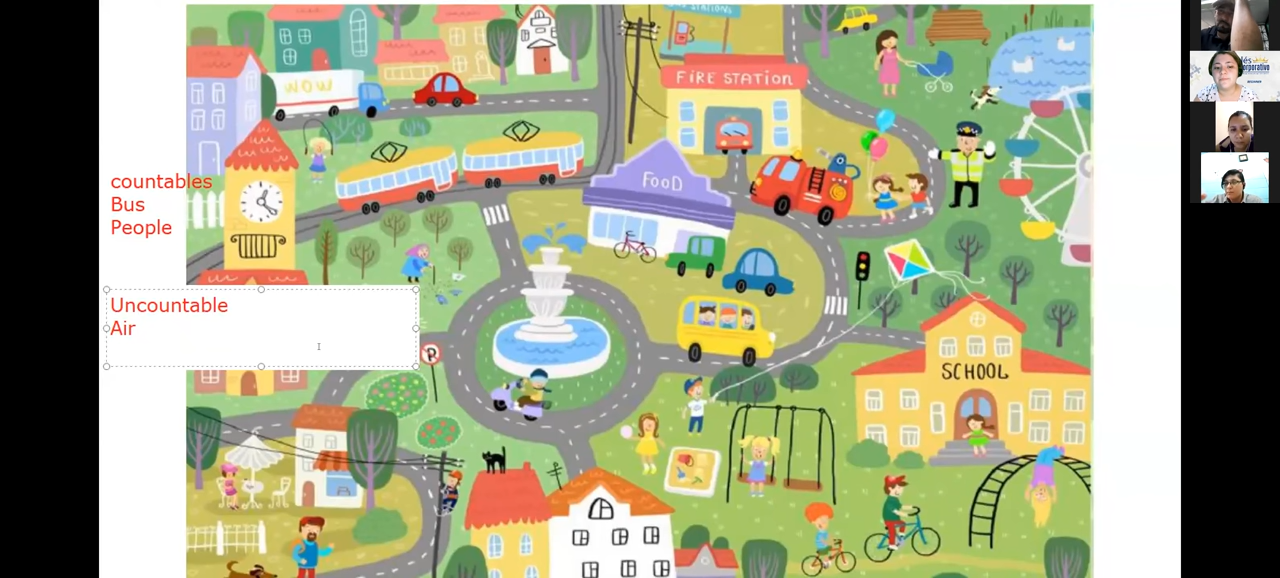 WOW
FIRE STATION
FOOD
countables
Bus
People
Uncountable
Air
P
SCHOOL